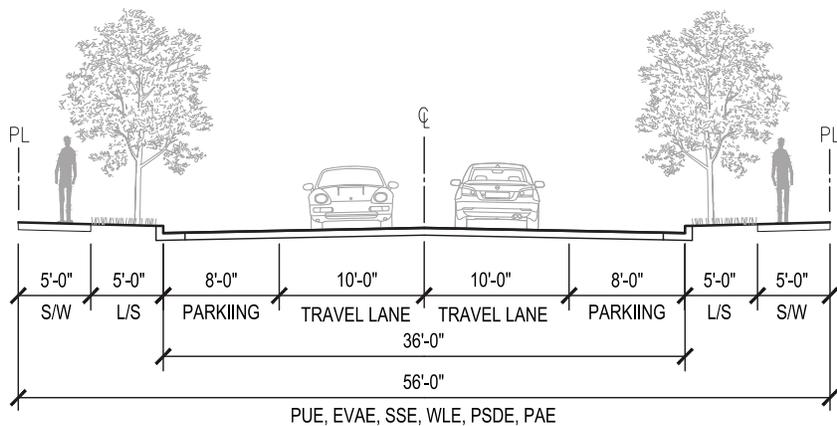 PL ℄ PL
5'-0" 5'-0" 8'-0" 10'-0" 10'-0" 8'-0" 5'-0" 5'-0"
S/W L/S PARKIING TRAVEL LANE TRAVEL LANE PARKIING L/S S/W
36'-0"
56'-0"
PUE, EVAE, SSE, WLE, PSDE, PAE